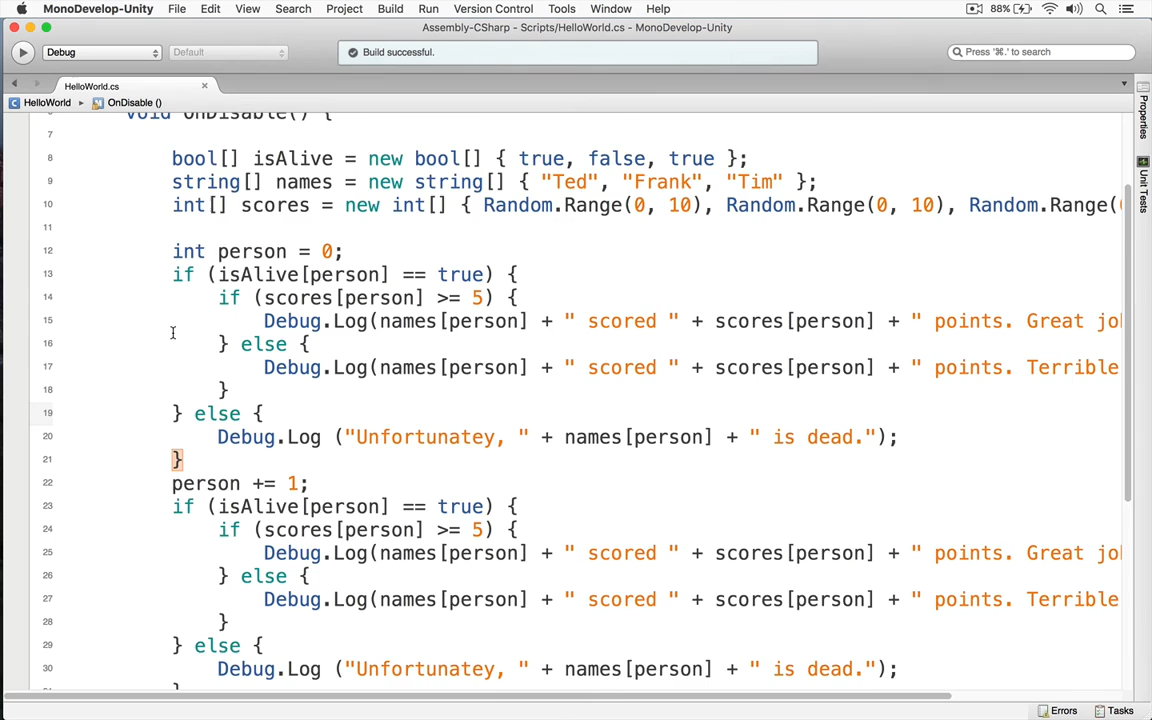 MonoDevelop-Unity File Edit View Search Project Build Run Version Control Tools Window Help 88%
Assembly-CSharp - Scripts/HelloWorld.cs - MonoDevelop-Unity
Debug Default Build successful. Press '⌘.' to search
HelloWorld.cs
HelloWorld ▸ OnDisable ()
void OnDisable() {
7
8 bool[] isAlive = new bool[] { true, false, true };
9 string[] names = new string[] { "Ted", "Frank", "Tim" };
10 int[] scores = new int[] { Random.Range(0, 10), Random.Range(0, 10), Random.Range(
11
12 int person = 0;
13 if (isAlive[person] == true) {
14 if (scores[person] >= 5) {
15 Debug.Log(names[person] + " scored " + scores[person] + " points. Great jo
16 } else {
17 Debug.Log(names[person] + " scored " + scores[person] + " points. Terrible
18 }
19 } else {
20 Debug.Log ("Unfortunatey, " + names[person] + " is dead.");
21 }
22 person += 1;
23 if (isAlive[person] == true) {
24 if (scores[person] >= 5) {
25 Debug.Log(names[person] + " scored " + scores[person] + " points. Great jo
26 } else {
27 Debug.Log(names[person] + " scored " + scores[person] + " points. Terrible
28 }
29 } else {
30 Debug.Log ("Unfortunatey, " + names[person] + " is dead.");
Properties
Unit Tests
Errors Tasks